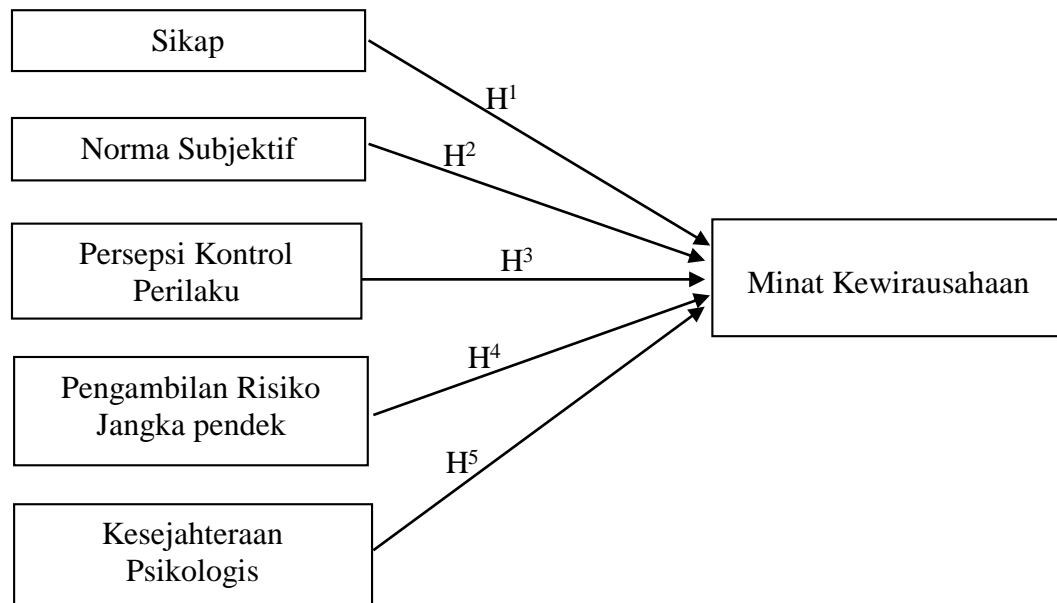 Sikap
H¹
Norma Subjektif
H²
Persepsi Kontrol
Perilaku
H³
Minat Kewirausahaan
Pengambilan Risiko
Jangka pendek
H⁴
Kesejahteraan
Psikologis
H⁵